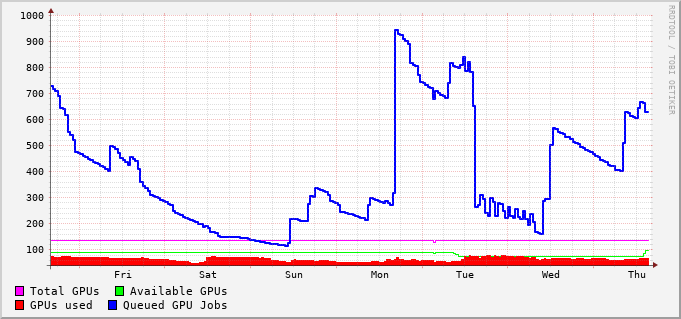 1000
900
800
700
600
500
400
300
200
100
Fri Sat Sun Mon Tue Wed Thu
Total GPUs Available GPUs
GPUs used Queued GPU Jobs
RRDTOOL / TOBI OETIKER